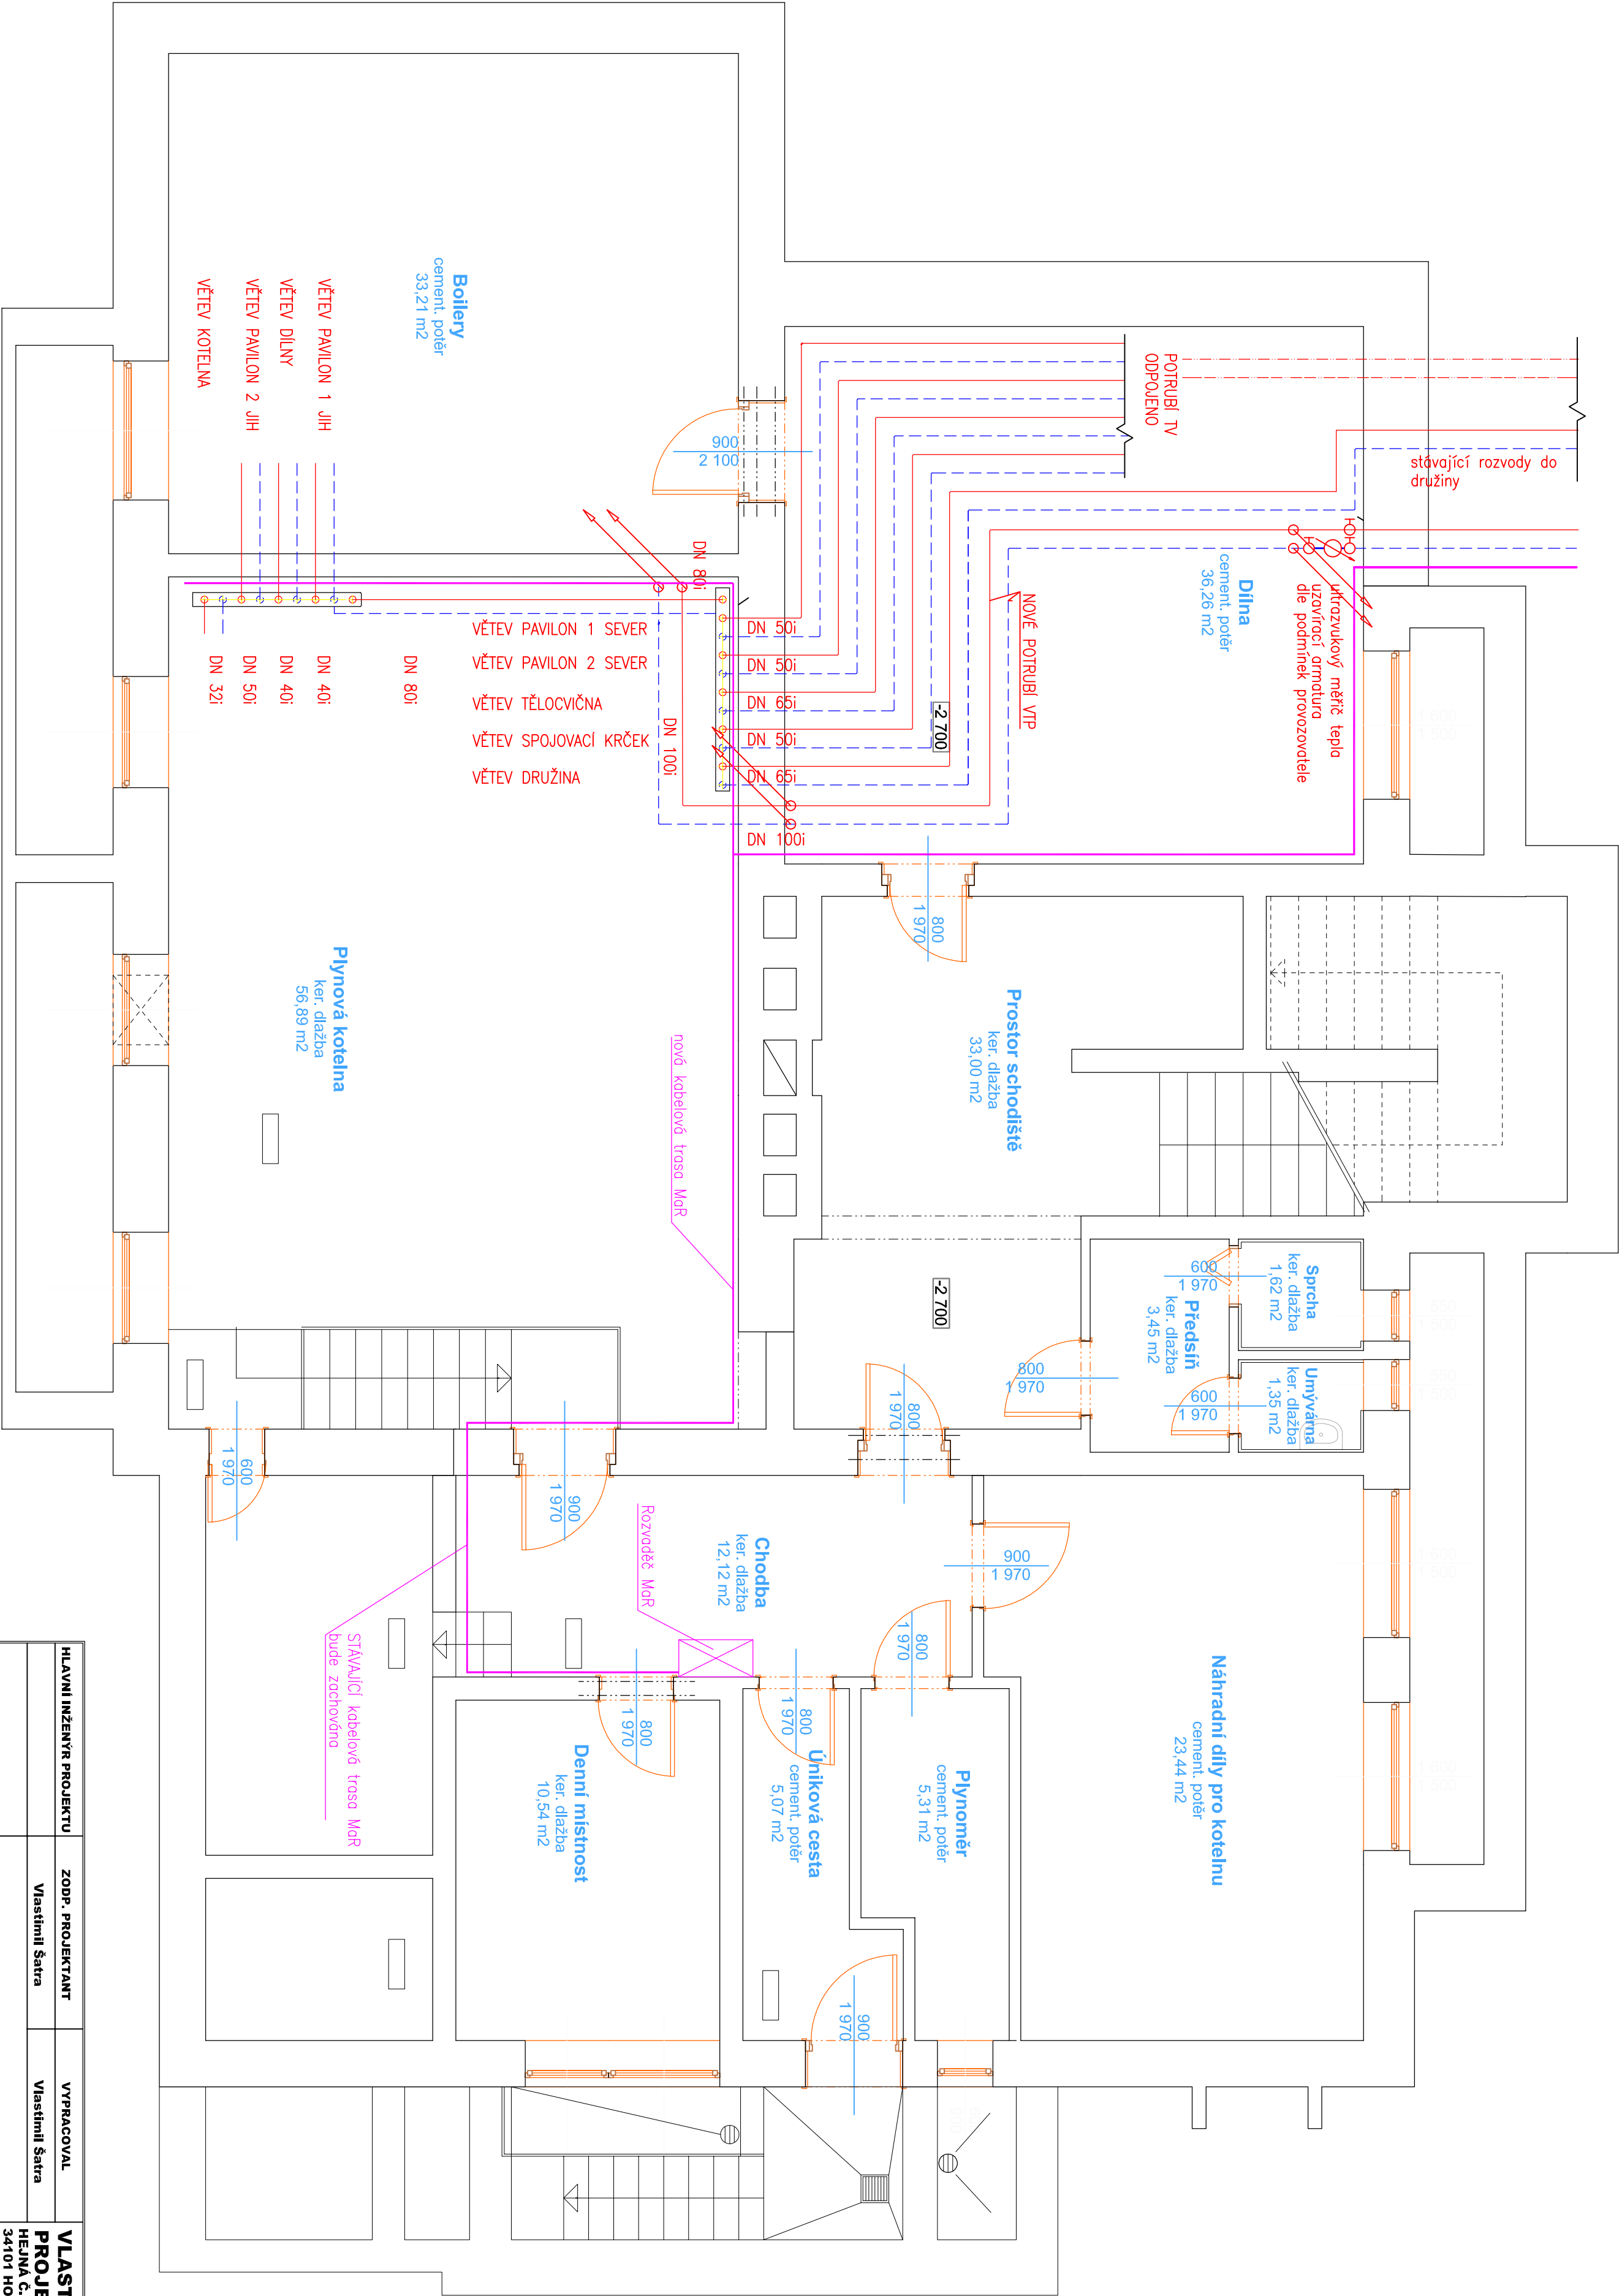 stávající rozvody do
družiny
POTRUBÍ TV
ODPOJENO
ultrazvukový měřič tepla
uzavírací armatura
dle podmínek provozovatele
Dílna
cement. potěr
36,26 m2
NOVÉ POTRUBÍ VTP
-2 700
Boilery
cement. potěr
33,21 m2
900
2 100
VĚTEV PAVILON 1 JIH
VĚTEV DÍLNY
VĚTEV PAVILON 2 JIH
VĚTEV KOTELNA
DN 80i
DN 50i
DN 50i
DN 65i
DN 50i
DN 65i
DN 100i
DN 100i
VĚTEV PAVILON 1 SEVER
VĚTEV PAVILON 2 SEVER
VĚTEV TĚLOCVIČNA
VĚTEV SPOJOVACÍ KRČEK
VĚTEV DRUŽINA
DN 80i
DN 40i
DN 40i
DN 50i
DN 32i
Plynová kotelna
ker. dlažba
56,89 m2
nová kabelová trasa MaR
Prostor schodiště
ker. dlažba
33,00 m2
800
1 970
-2 700
Sprcha
ker. dlažba
1,62 m2
600
1 970
Předsíň
ker. dlažba
3,45 m2
Umývárna
ker. dlažba
1,35 m2
600
1 970
800
1 970
800
1 970
900
1 970
600
1 970
Chodba
ker. dlažba
12,12 m2
Rozvaděč MaR
STÁVAJÍCÍ kabelová trasa MaR
bude zachována
900
1 970
800
1 970
800
1 970
800
1 970
Náhradní díly pro kotelnu
cement. potěr
23,44 m2
Plynoměr
cement. potěr
5,31 m2
Úniková cesta
cement. potěr
5,07 m2
Denní místnost
ker. dlažba
10,54 m2
900
1 970
HLAVNÍ INŽENÝR PROJEKTU
ZODP. PROJEKTANT
VYPRACOVAL
Vlastimil Šatra
Vlastimil Šatra
VLAST
PROJE
HEJNÁ Č.
34101 HO